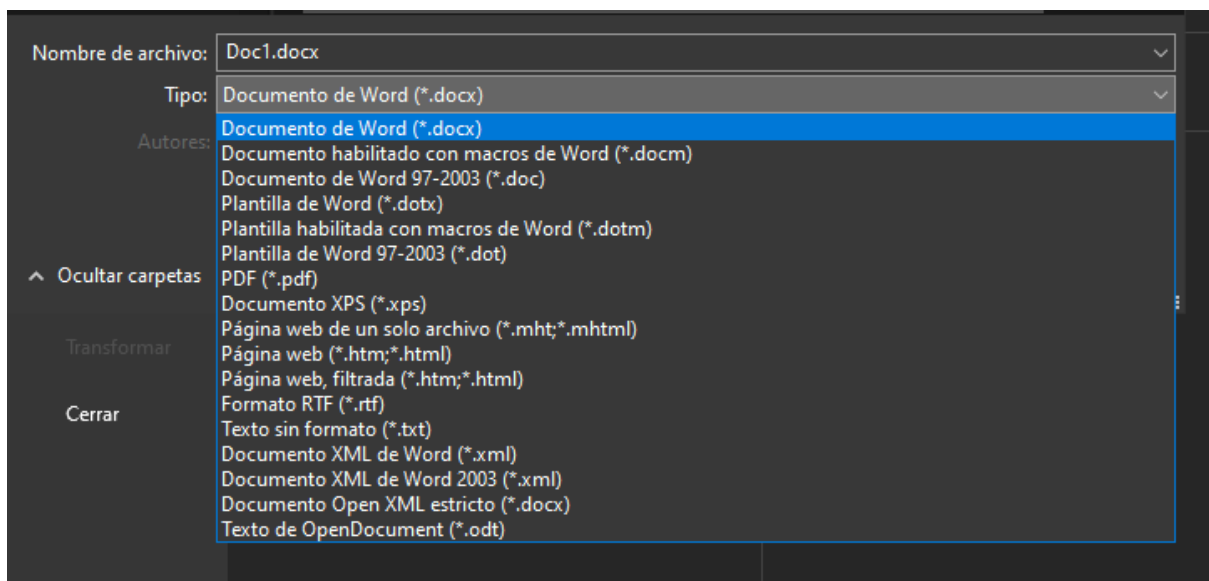 Nombre de archivo: Doc1.docx
Tipo: Documento de Word (*.docx)
Autores:
Documento de Word (*.docx)
Documento habilitado con macros de Word (*.docm)
Documento de Word 97-2003 (*.doc)
Plantilla de Word (*.dotx)
Plantilla habilitada con macros de Word (*.dotm)
Plantilla de Word 97-2003 (*.dot)
Ocultar carpetas
PDF (*.pdf)
Documento XPS (*.xps)
Página web de un solo archivo (*.mht;*.mhtml)
Transformar
Página web (*.htm;*.html)
Página web, filtrada (*.htm;*.html)
Formato RTF (*.rtf)
Cerrar
Texto sin formato (*.txt)
Documento XML de Word (*.xml)
Documento XML de Word 2003 (*.xml)
Documento Open XML estricto (*.docx)
Texto de OpenDocument (*.odt)